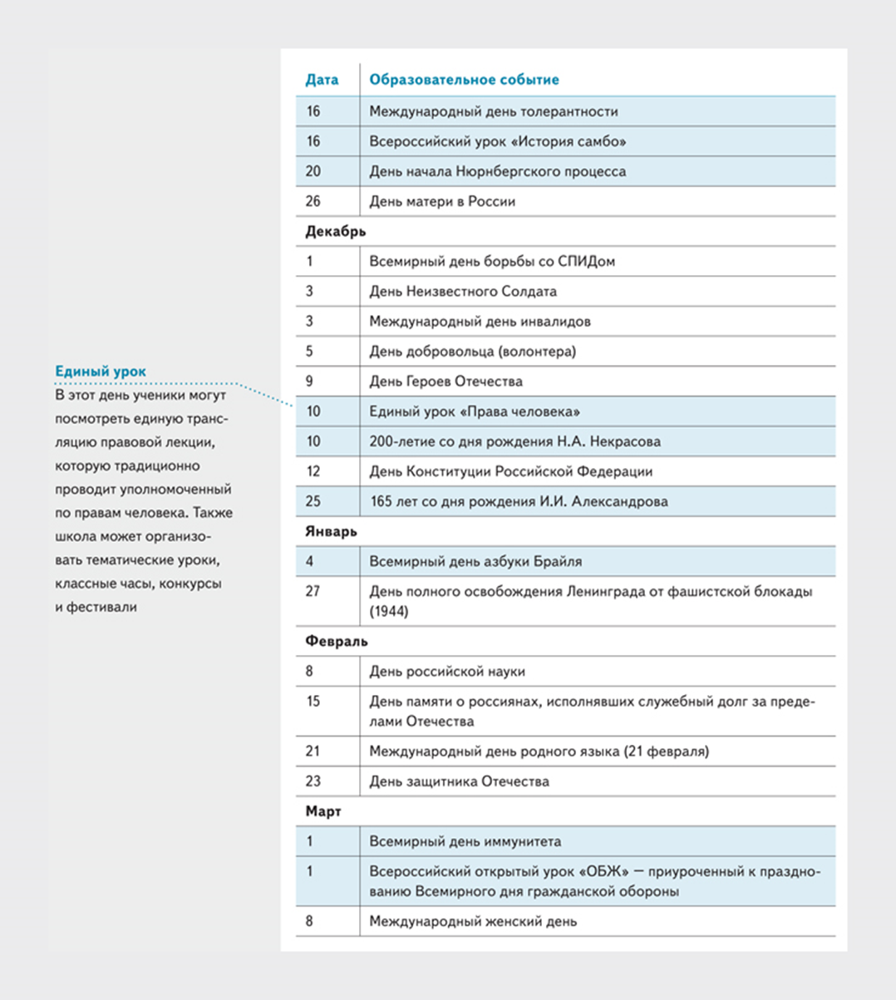 Дата Образовательное событие
16 Международный день толерантности
16 Всероссийский урок «История самбо»
20 День начала Нюрнбергского процесса
26 День матери в России
Декабрь
1 Всемирный день борьбы со СПИДом
3 День Неизвестного Солдата
3 Международный день инвалидов
5 День добровольца (волонтера)
9 День Героев Отечества
10 Единый урок «Права человека»
10 200-летие со дня рождения Н.А. Некрасова
12 День Конституции Российской Федерации
25 165 лет со дня рождения И.И. Александрова
Январь
4 Всемирный день азбуки Брайля
27 День полного освобождения Ленинграда от фашистской блокады
(1944)
Февраль
8 День российской науки
15 День памяти о россиянах, исполнявших служебный долг за преде-
лами Отечества
21 Международный день родного языка (21 февраля)
23 День защитника Отечества
Март
1 Всемирный день иммунитета
1 Всероссийский открытый урок «ОБЖ» — приуроченный к праздно-
ванию Всемирного дня гражданской обороны
8 Международный женский день
Единый урок
В этот день ученики могут
посмотреть единую транс-
ляцию правовой лекции,
которую традиционно
проводит уполномоченный
по правам человека. Также
школа может организо-
вать тематические уроки,
классные часы, конкурсы
и фестивали